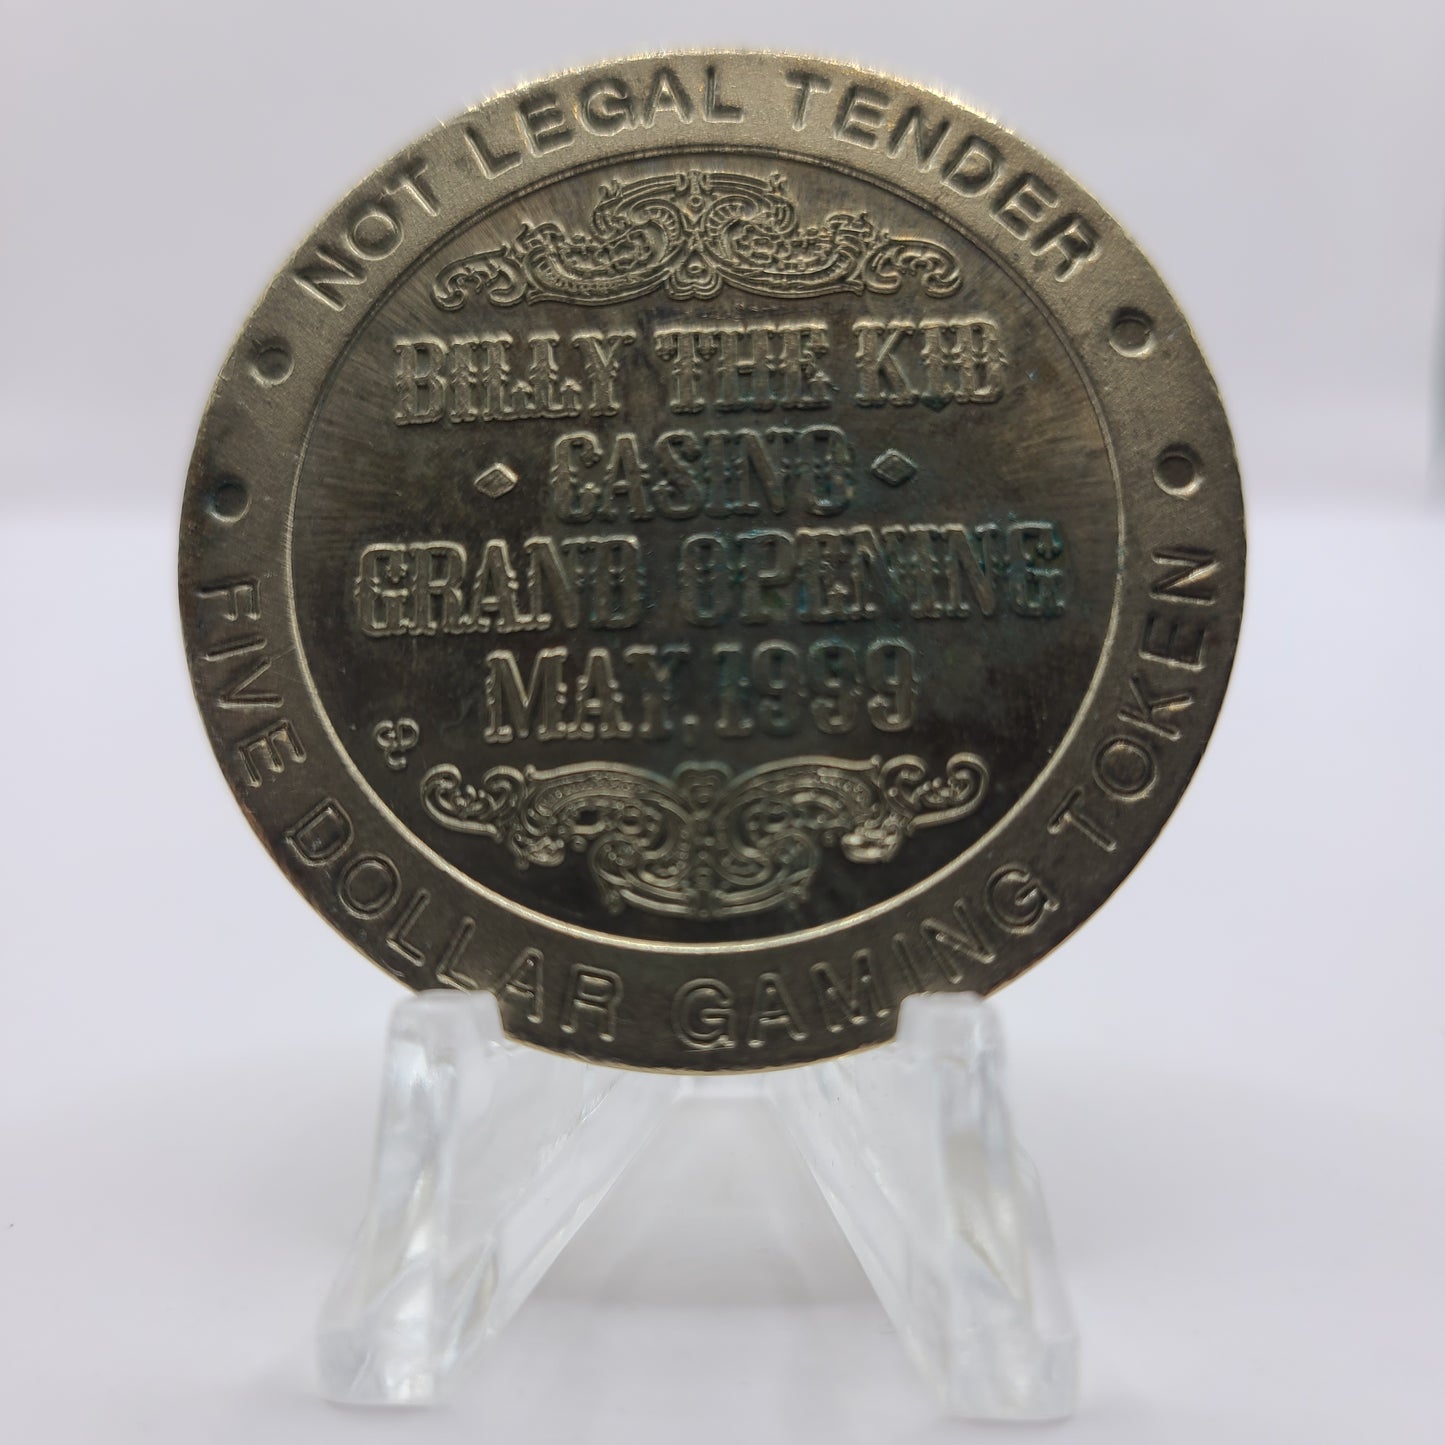 NOT LEGAL TENDER
BILLY THE KID
CASINO
GRAND OPENING
MAY, 1999
FIVE DOLLAR GAMING TOKEN